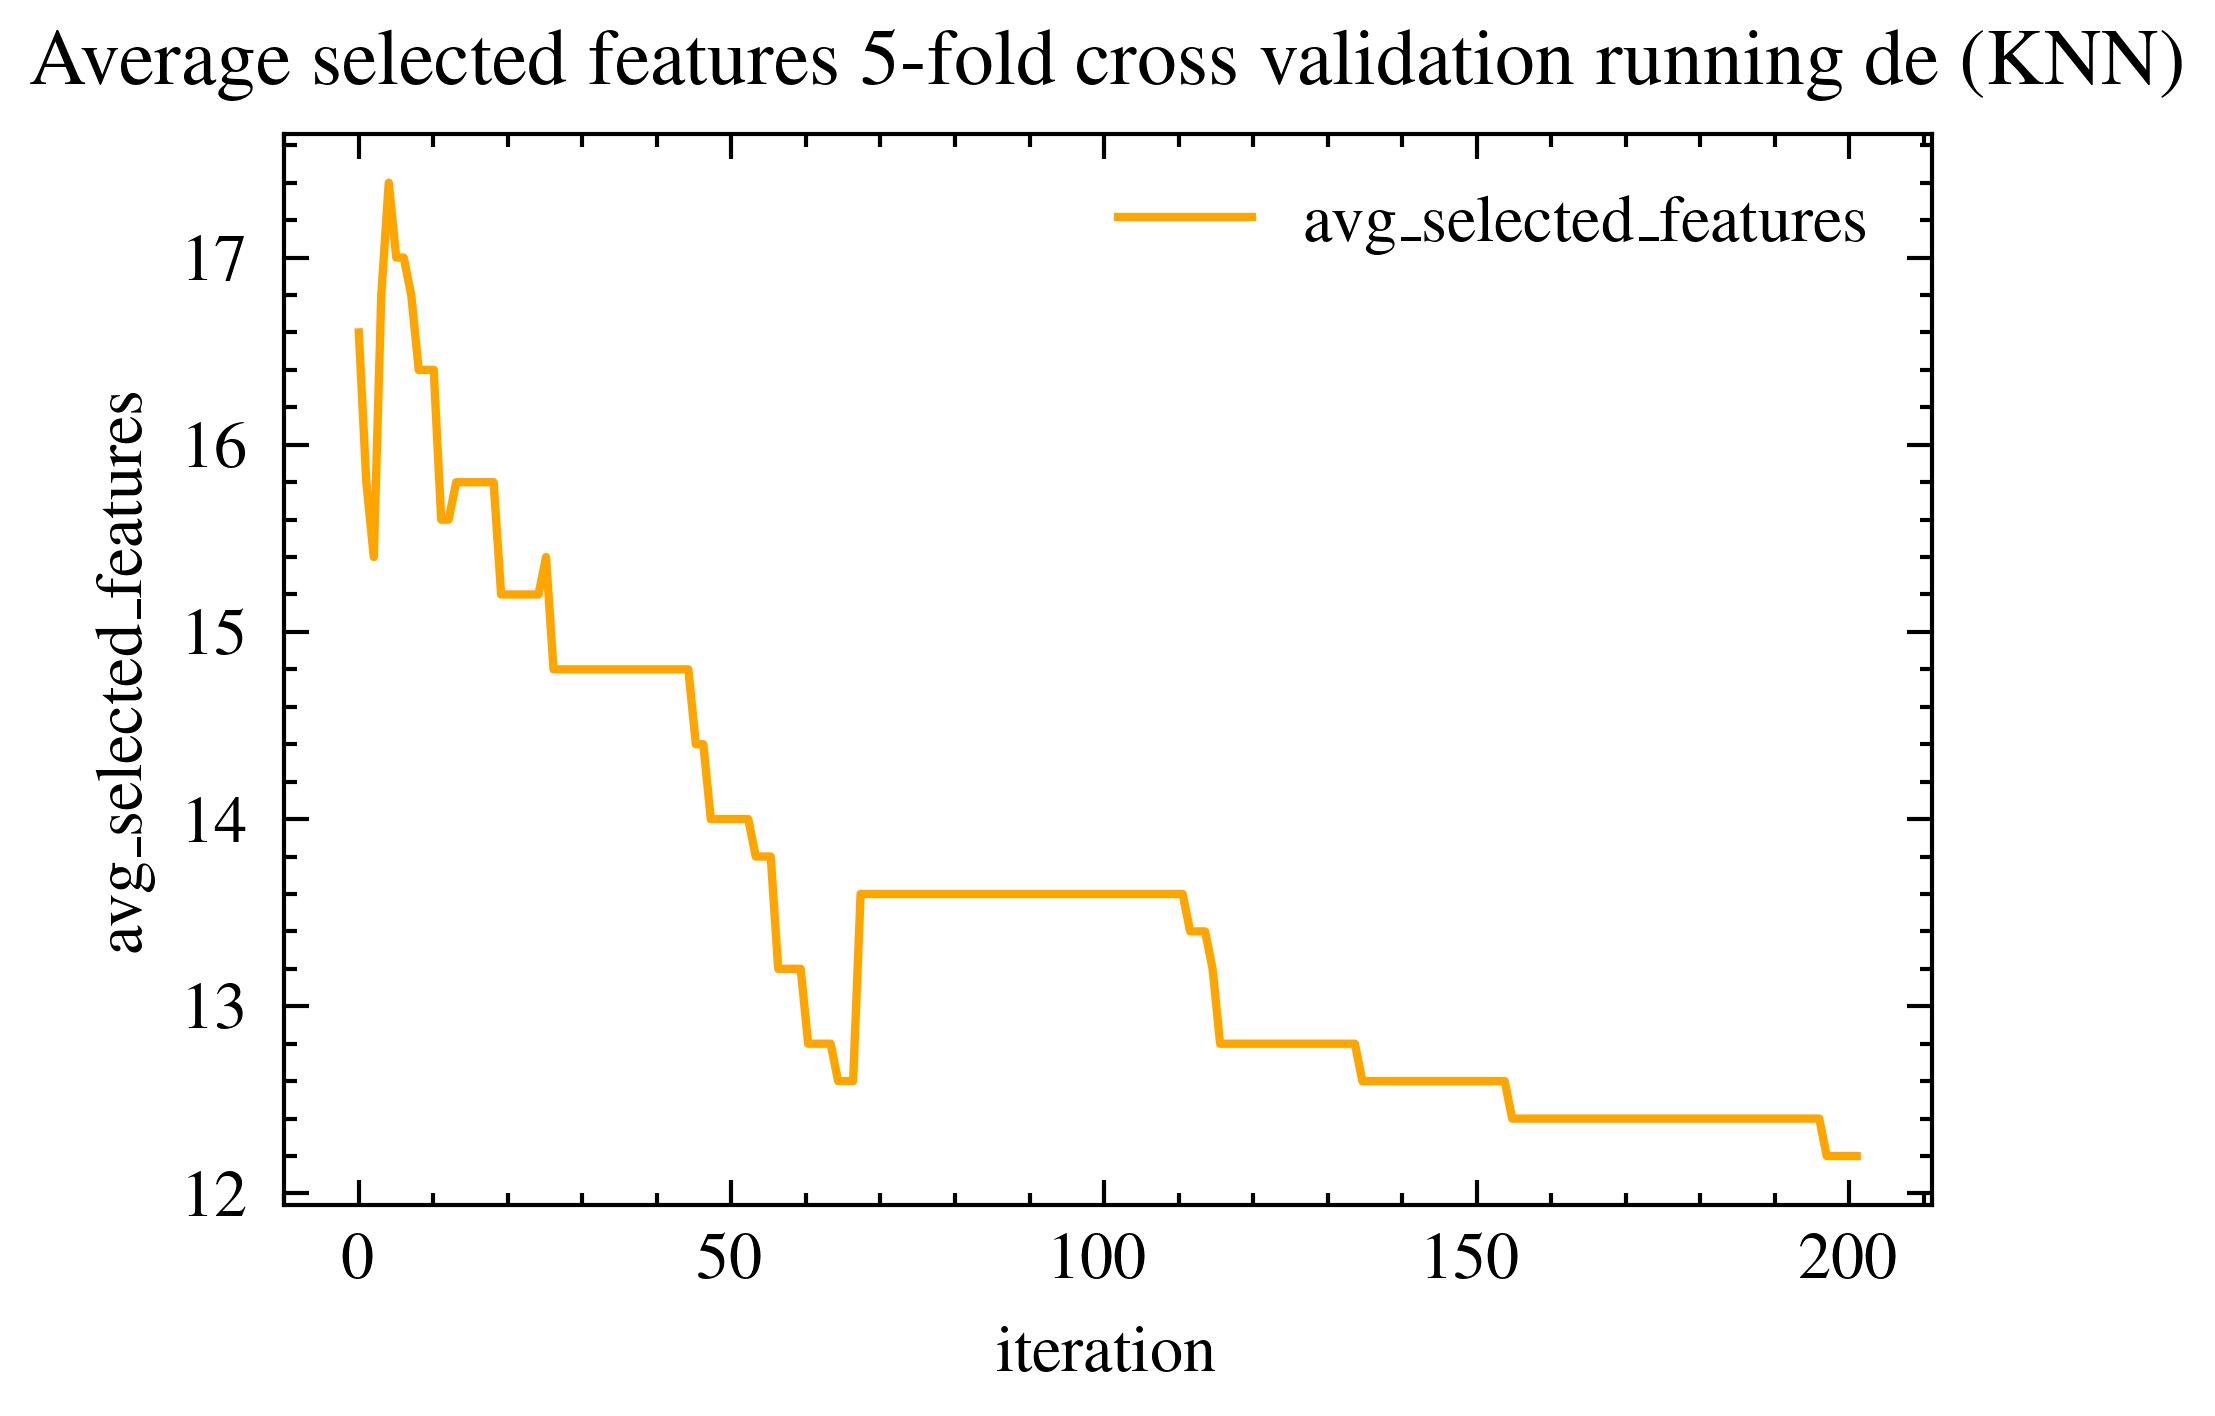 Average selected features 5-fold cross validation running de (KNN)
avg_selected_features
avg_selected_features
17
16
15
14
13
12
0 50 100 150 200
iteration